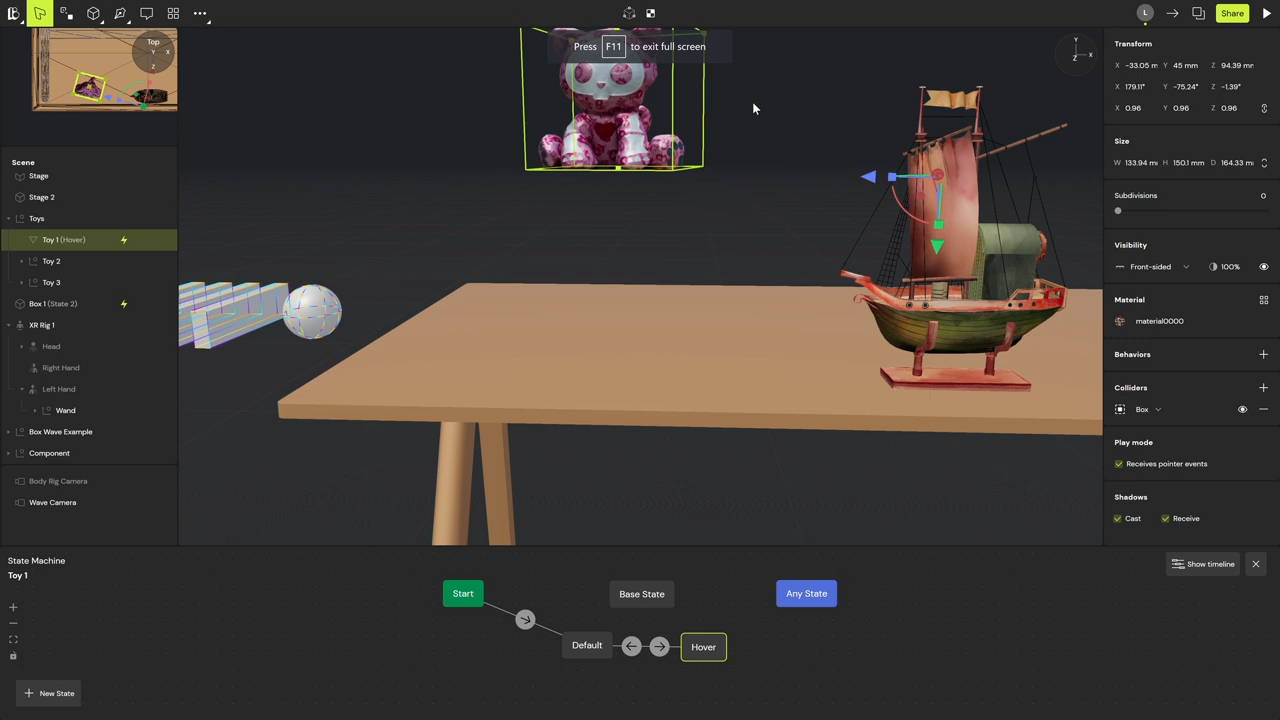 L
Share
Top
Y
X
Z
Press F11 to exit full screen
Y
X
Z
Scene
Stage
Stage 2
Toys
Toy 1 (Hover)
Toy 2
Toy 3
Box 1 (State 2)
XR Rig 1
Head
Right Hand
Left Hand
Wand
Box Wave Example
Component
Body Rig Camera
Wave Camera
Transform
X −33.05 m Y 45 mm Z 94.39 mm
X 179.11° Y −75.24° Z −1.39°
X 0.96 Y 0.96 Z 0.96
Size
W 133.94 m H 150.1 mm D 164.33 m
Subdivisions 0
Visibility
Front-sided 100%
Material
material0000
Behaviors
Colliders
Box
Play mode
Receives pointer events
Shadows
Cast Receive
State Machine
Toy 1
Show timeline
Start
Base State
Any State
Default
Hover
New State